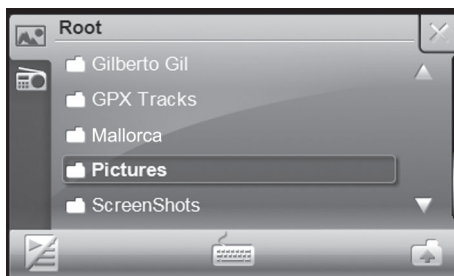 Root
Gilberto Gil
GPX Tracks
Mallorca
Pictures
ScreenShots